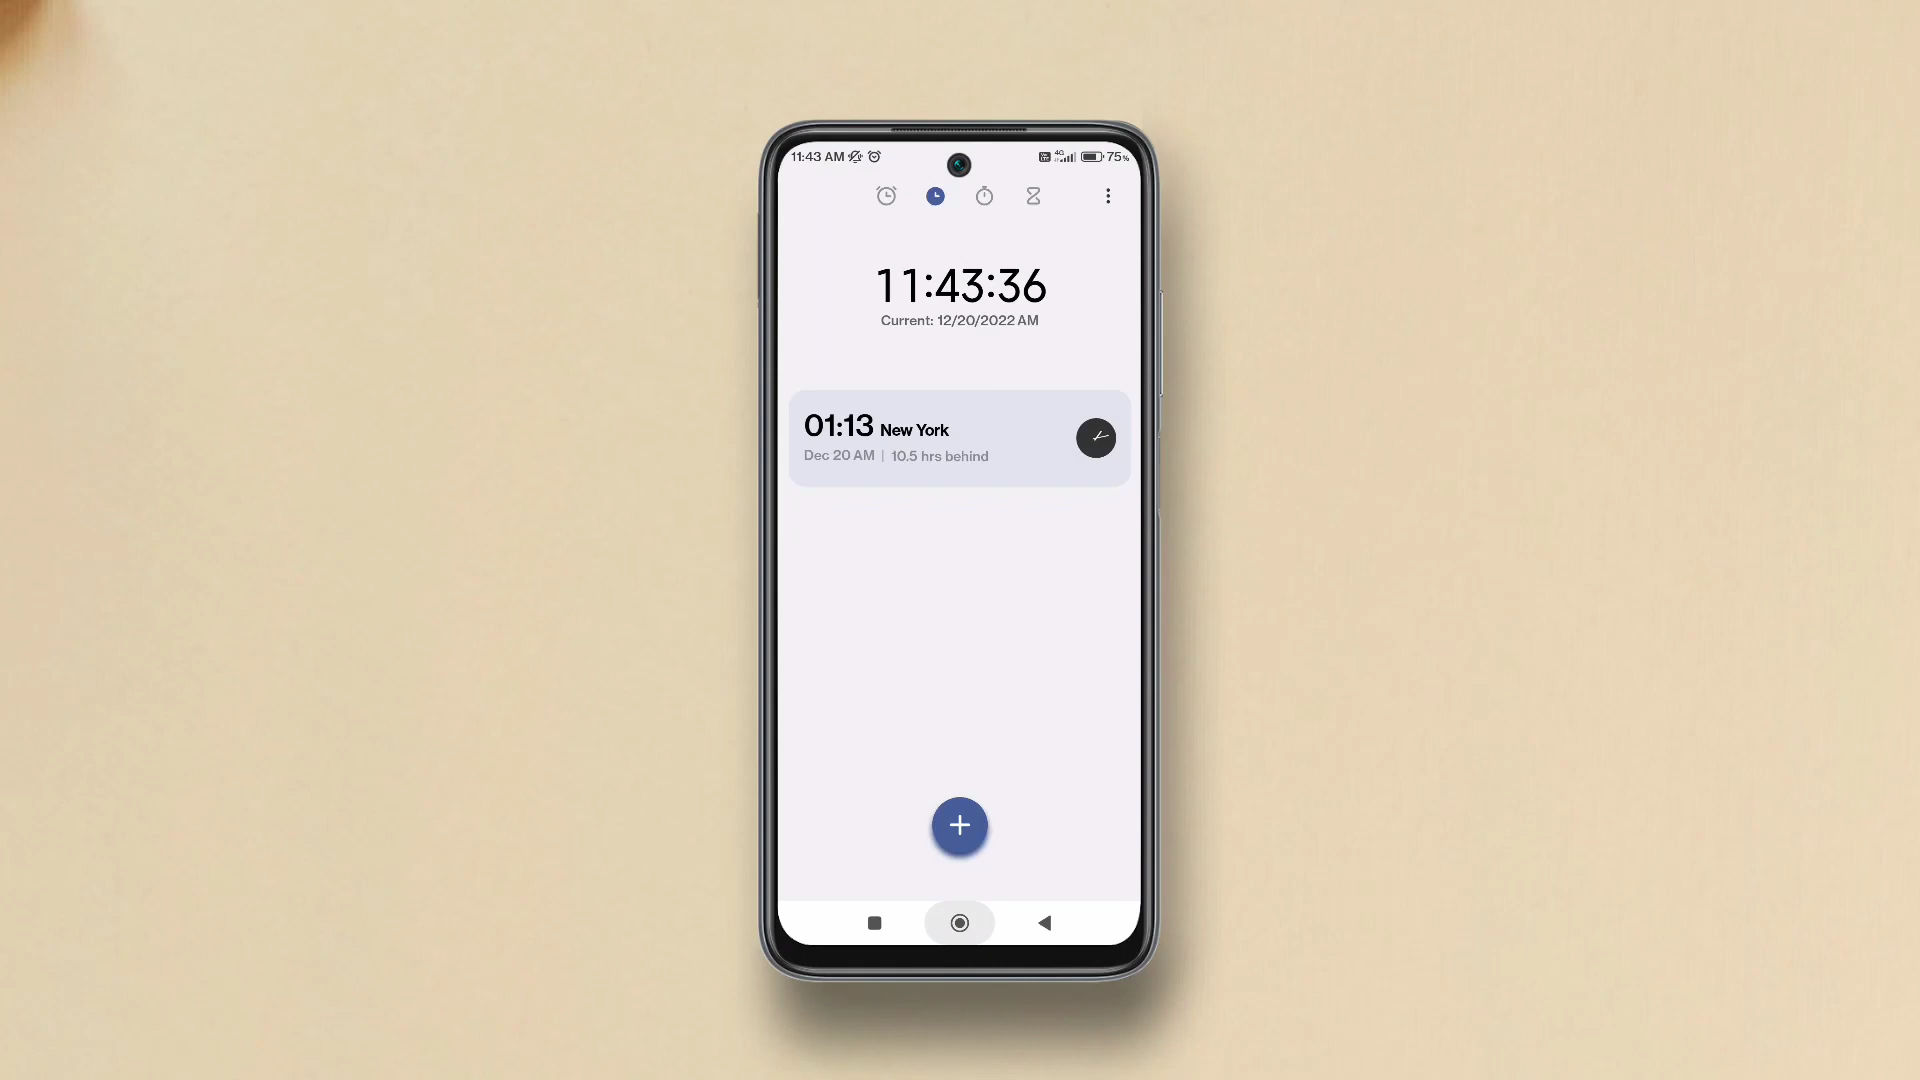 11:43 AM 4G 75%
11:43:36
Current: 12/20/2022 AM
01:13 New York
Dec 20 AM | 10.5 hrs behind